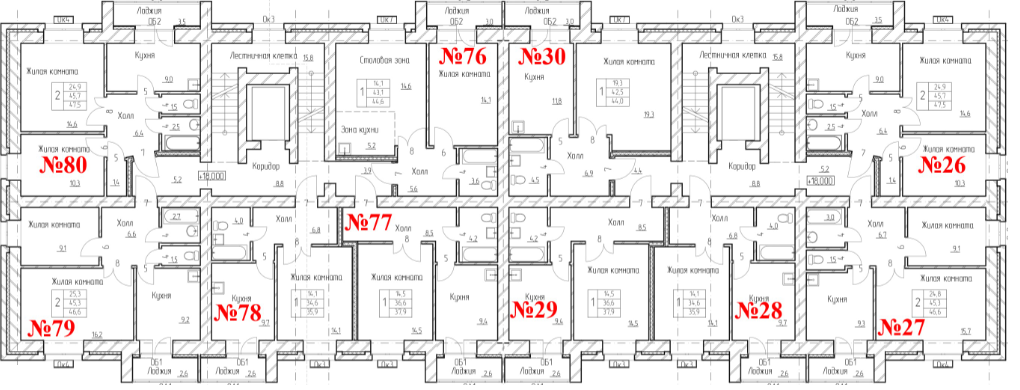 Лоджия
Лоджия
Лоджия
Лоджия
ОК4
ОБ2
3,5
ОК3
ОК7
ОБ2
3,0
ОБ2
3,0
ОК7
ОК3
ОБ2
3,5
ОК4
Кухня
Лестничная клетка
15,8
Столовая зона
№76
№30
Жилая комната
Лестничная клетка
15,8
Кухня
Жилая комната
2
24,9
45,7
47,5
9,0
1
14,1
43,1
44,6
14,6
Жилая комната
Кухня
1
19,3
42,5
44,0
9,0
Жилая комната
2
24,9
45,7
47,5
14,6
Холл
6,4
1,5
2,5
Зона кухни
5,2
14,1
11,8
19,3
1,5
2,5
Холл
6,4
14,6
Жилая комната
№80
10,3
1,4
5,2
+18,000
Коридор
8,8
3,9
Холл
5,6
3,6
4,5
Холл
6,9
4,4
Коридор
8,8
+18,000
5,2
1,4
Жилая комната
№26
10,3
Жилая комната
9,1
Холл
6,6
2,7
1,5
4,0
6,8
№77
Холл
8,5
4,2
4,2
Холл
8,5
Холл
6,8
4,0
3,0
1,5
Холл
6,7
Жилая комната
9,1
Жилая комната
2
25,3
45,3
46,6
№79
16,2
Кухня
9,2
Кухня
№78
9,7
Жилая комната
1
14,1
34,6
35,9
14,1
Жилая комната
1
14,5
36,6
37,9
14,5
Кухня
9,4
Кухня
№29
9,4
Жилая комната
1
14,5
36,6
37,9
14,5
Жилая комната
1
14,1
34,6
35,9
14,1
Кухня
№28
9,7
Кухня
9,3
Жилая комната
2
24,8
45,1
46,6
№27
15,7
ОБ1
ОБ1
ОК3
ОБ1
ОБ1
ОК3
ОБ1
ОБ1
Лоджия
2,6
Лоджия
2,6
Лоджия
2,6
Лоджия
2,6
Лоджия
2,6
Лоджия
2,6